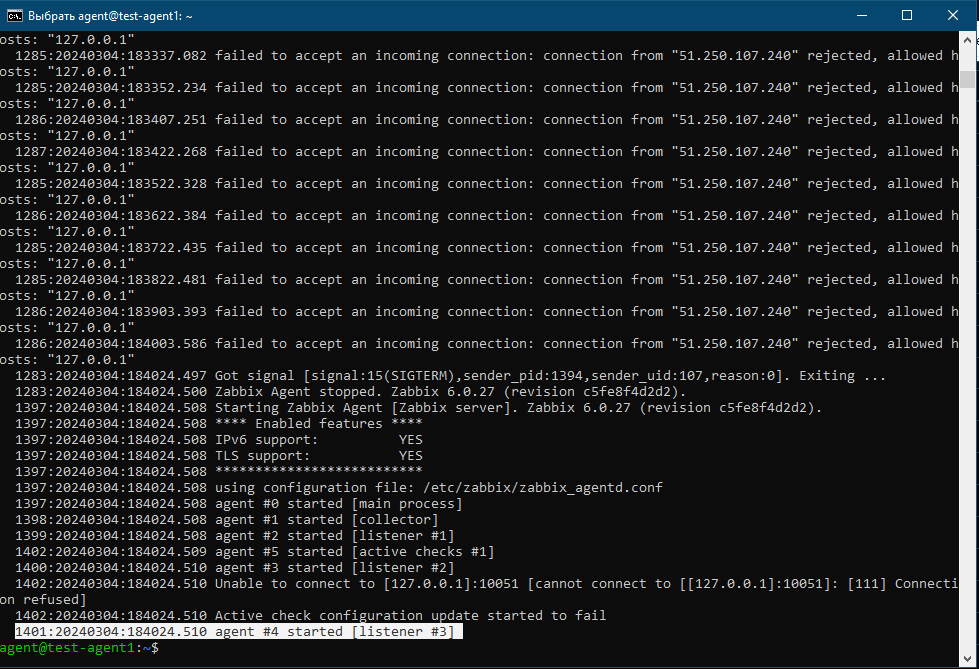 Выбрать agent@test-agent1: ~
osts: "127.0.0.1"
1285:20240304:183337.082 failed to accept an incoming connection: connection from "51.250.107.240" rejected, allowed h
osts: "127.0.0.1"
1285:20240304:183352.234 failed to accept an incoming connection: connection from "51.250.107.240" rejected, allowed h
osts: "127.0.0.1"
1286:20240304:183407.251 failed to accept an incoming connection: connection from "51.250.107.240" rejected, allowed h
osts: "127.0.0.1"
1287:20240304:183422.268 failed to accept an incoming connection: connection from "51.250.107.240" rejected, allowed h
osts: "127.0.0.1"
1285:20240304:183522.328 failed to accept an incoming connection: connection from "51.250.107.240" rejected, allowed h
osts: "127.0.0.1"
1286:20240304:183622.384 failed to accept an incoming connection: connection from "51.250.107.240" rejected, allowed h
osts: "127.0.0.1"
1285:20240304:183722.435 failed to accept an incoming connection: connection from "51.250.107.240" rejected, allowed h
osts: "127.0.0.1"
1285:20240304:183822.481 failed to accept an incoming connection: connection from "51.250.107.240" rejected, allowed h
osts: "127.0.0.1"
1286:20240304:183903.393 failed to accept an incoming connection: connection from "51.250.107.240" rejected, allowed h
osts: "127.0.0.1"
1286:20240304:184003.586 failed to accept an incoming connection: connection from "51.250.107.240" rejected, allowed h
osts: "127.0.0.1"
1283:20240304:184024.497 Got signal [signal:15(SIGTERM),sender_pid:1394,sender_uid:107,reason:0]. Exiting ...
1283:20240304:184024.500 Zabbix Agent stopped. Zabbix 6.0.27 (revision c5fe8f4d2d2).
1397:20240304:184024.508 Starting Zabbix Agent [Zabbix server]. Zabbix 6.0.27 (revision c5fe8f4d2d2).
1397:20240304:184024.508 **** Enabled features ****
1397:20240304:184024.508 IPv6 support:          YES
1397:20240304:184024.508 TLS support:           YES
1397:20240304:184024.508 **************************
1397:20240304:184024.508 using configuration file: /etc/zabbix/zabbix_agentd.conf
1397:20240304:184024.508 agent #0 started [main process]
1398:20240304:184024.508 agent #1 started [collector]
1399:20240304:184024.508 agent #2 started [listener #1]
1402:20240304:184024.509 agent #5 started [active checks #1]
1400:20240304:184024.510 agent #3 started [listener #2]
1402:20240304:184024.510 Unable to connect to [127.0.0.1]:10051 [cannot connect to [[127.0.0.1]:10051]: [111] Connecti
on refused]
1402:20240304:184024.510 Active check configuration update started to fail
1401:20240304:184024.510 agent #4 started [listener #3]
agent@test-agent1:~$